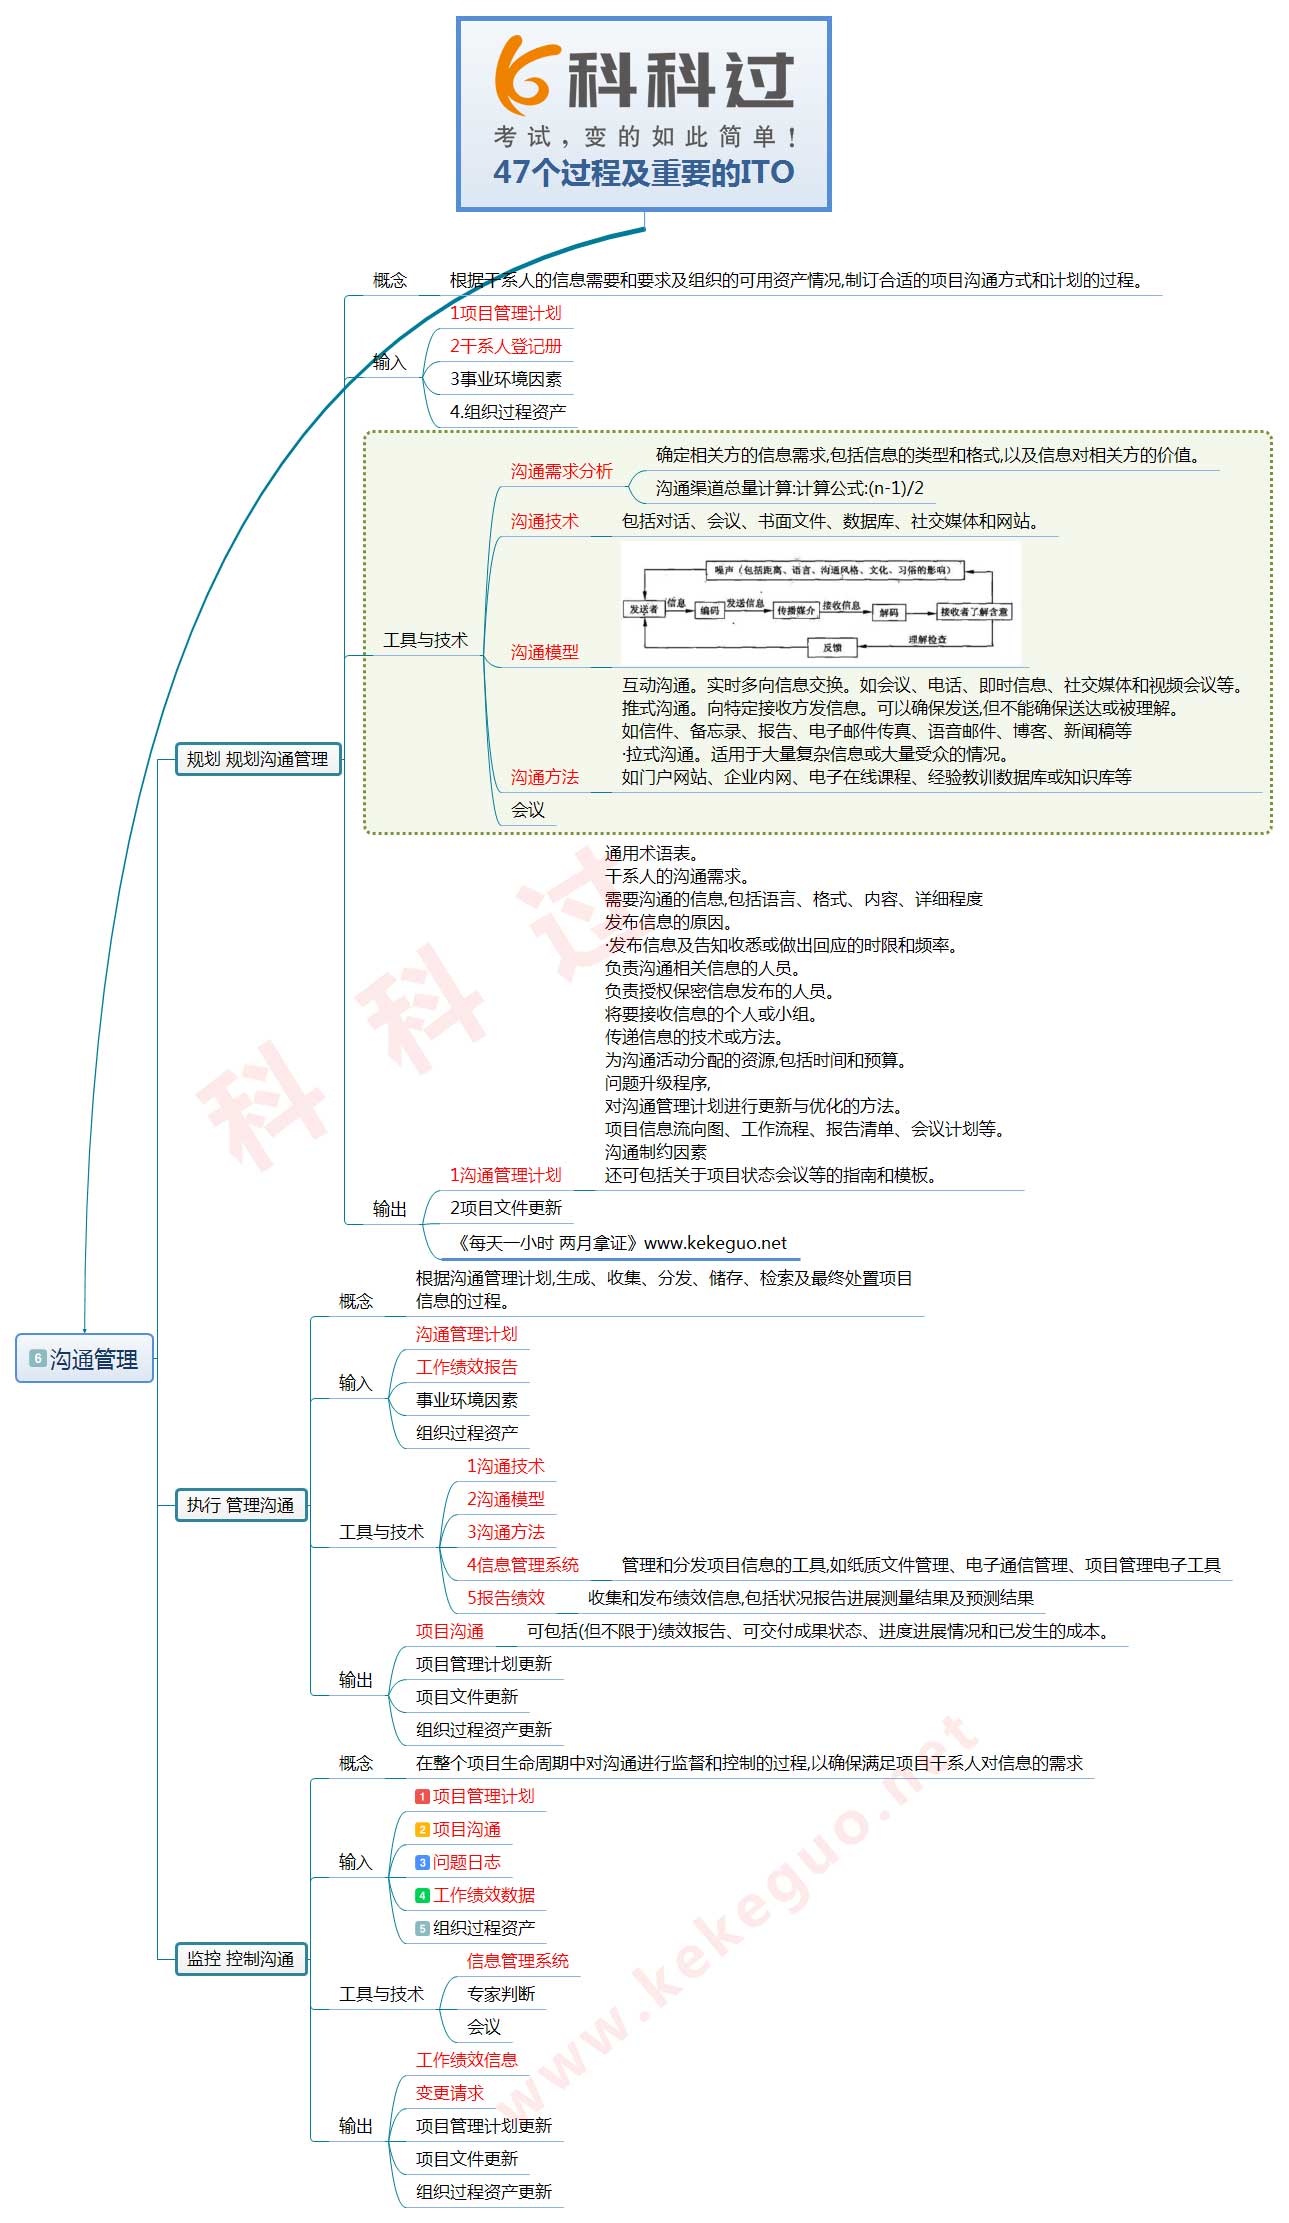 科科过
考试，变的如此简单！
47个过程及重要的ITO
概念
根据干系人的信息需要和要求及组织的可用资产情况,制订合适的项目沟通方式和计划的过程。
输入
1项目管理计划
2干系人登记册
3事业环境因素
4.组织过程资产
工具与技术
沟通需求分析
确定相关方的信息需求,包括信息的类型和格式,以及信息对相关方的价值。
沟通渠道总量计算:计算公式:(n-1)/2
沟通技术
包括对话、会议、书面文件、数据库、社交媒体和网站。
沟通模型
噪声（包括距离、语言、沟通风格、文化、习俗的影响）
发送者
信息
编码
发送信息
传播媒介
接收信息
解码
接收者了解含意
反馈
理解检查
沟通方法
互动沟通。实时多向信息交换。如会议、电话、即时信息、社交媒体和视频会议等。
推式沟通。向特定接收方发信息。可以确保发送,但不能确保送达或被理解。
如信件、备忘录、报告、电子邮件传真、语音邮件、博客、新闻稿等
·拉式沟通。适用于大量复杂信息或大量受众的情况。
如门户网站、企业内网、电子在线课程、经验教训数据库或知识库等
会议
规划 规划沟通管理
输出
1沟通管理计划
通用术语表。
干系人的沟通需求。
需要沟通的信息,包括语言、格式、内容、详细程度
发布信息的原因。
·发布信息及告知收悉或做出回应的时限和频率。
负责沟通相关信息的人员。
负责授权保密信息发布的人员。
将要接收信息的个人或小组。
传递信息的技术或方法。
为沟通活动分配的资源,包括时间和预算。
问题升级程序,
对沟通管理计划进行更新与优化的方法。
项目信息流向图、工作流程、报告清单、会议计划等。
沟通制约因素
还可包括关于项目状态会议等的指南和模板。
2项目文件更新
《每天一小时 两月拿证》www.kekeguo.net
科科过
6 沟通管理
执行 管理沟通
概念
根据沟通管理计划,生成、收集、分发、储存、检索及最终处置项目
信息的过程。
输入
沟通管理计划
工作绩效报告
事业环境因素
组织过程资产
工具与技术
1沟通技术
2沟通模型
3沟通方法
4信息管理系统
管理和分发项目信息的工具,如纸质文件管理、电子通信管理、项目管理电子工具
5报告绩效
收集和发布绩效信息,包括状况报告进展测量结果及预测结果
输出
项目沟通
可包括(但不限于)绩效报告、可交付成果状态、进度进展情况和已发生的成本。
项目管理计划更新
项目文件更新
组织过程资产更新
监控 控制沟通
概念
在整个项目生命周期中对沟通进行监督和控制的过程,以确保满足项目干系人对信息的需求
输入
1 项目管理计划
2 项目沟通
3 问题日志
4 工作绩效数据
5 组织过程资产
工具与技术
信息管理系统
专家判断
会议
输出
工作绩效信息
变更请求
项目管理计划更新
项目文件更新
组织过程资产更新
www.kekeguo.net